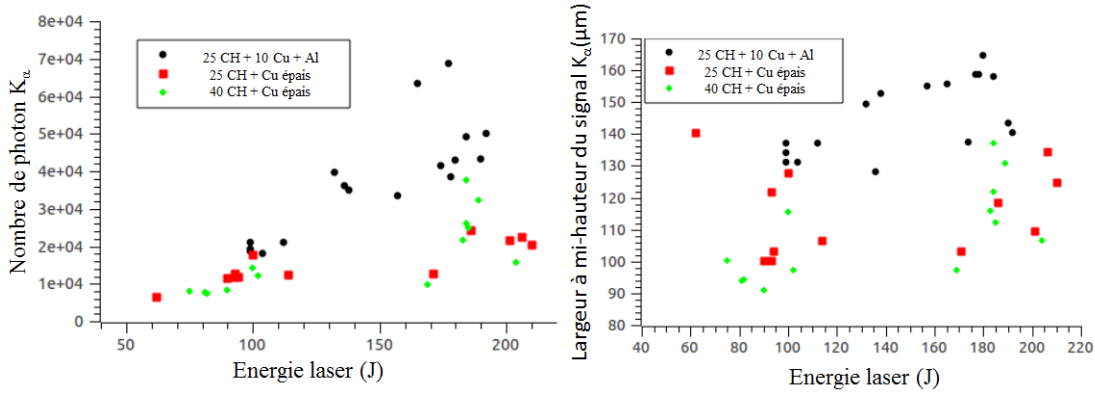 8e+04
7e+04
6e+04
5e+04
4e+04
3e+04
2e+04
1e+04
0
Nombre de photon Kα
25 CH + 10 Cu + Al
25 CH + Cu épais
40 CH + Cu épais
50
100
150
200
Energie laser (J)
170
160
150
140
130
120
110
100
90
80
Largeur à mi-hauteur du signal Kα(µm)
25 CH + 10 Cu + Al
25 CH + Cu épais
40 CH + Cu épais
40
60
80
100
120
140
160
180
200
220
Energie laser (J)